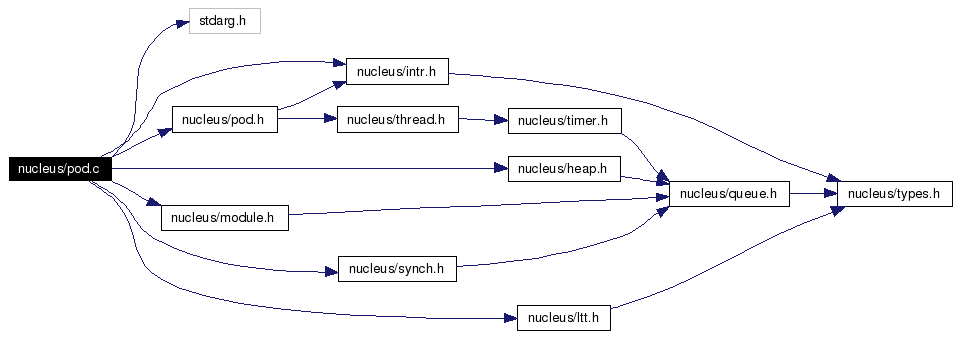 stdarg.h
nucleus/intr.h
nucleus/pod.h
nucleus/thread.h
nucleus/timer.h
nucleus/pod.c
nucleus/heap.h
nucleus/queue.h
nucleus/types.h
nucleus/module.h
nucleus/synch.h
nucleus/ltt.h